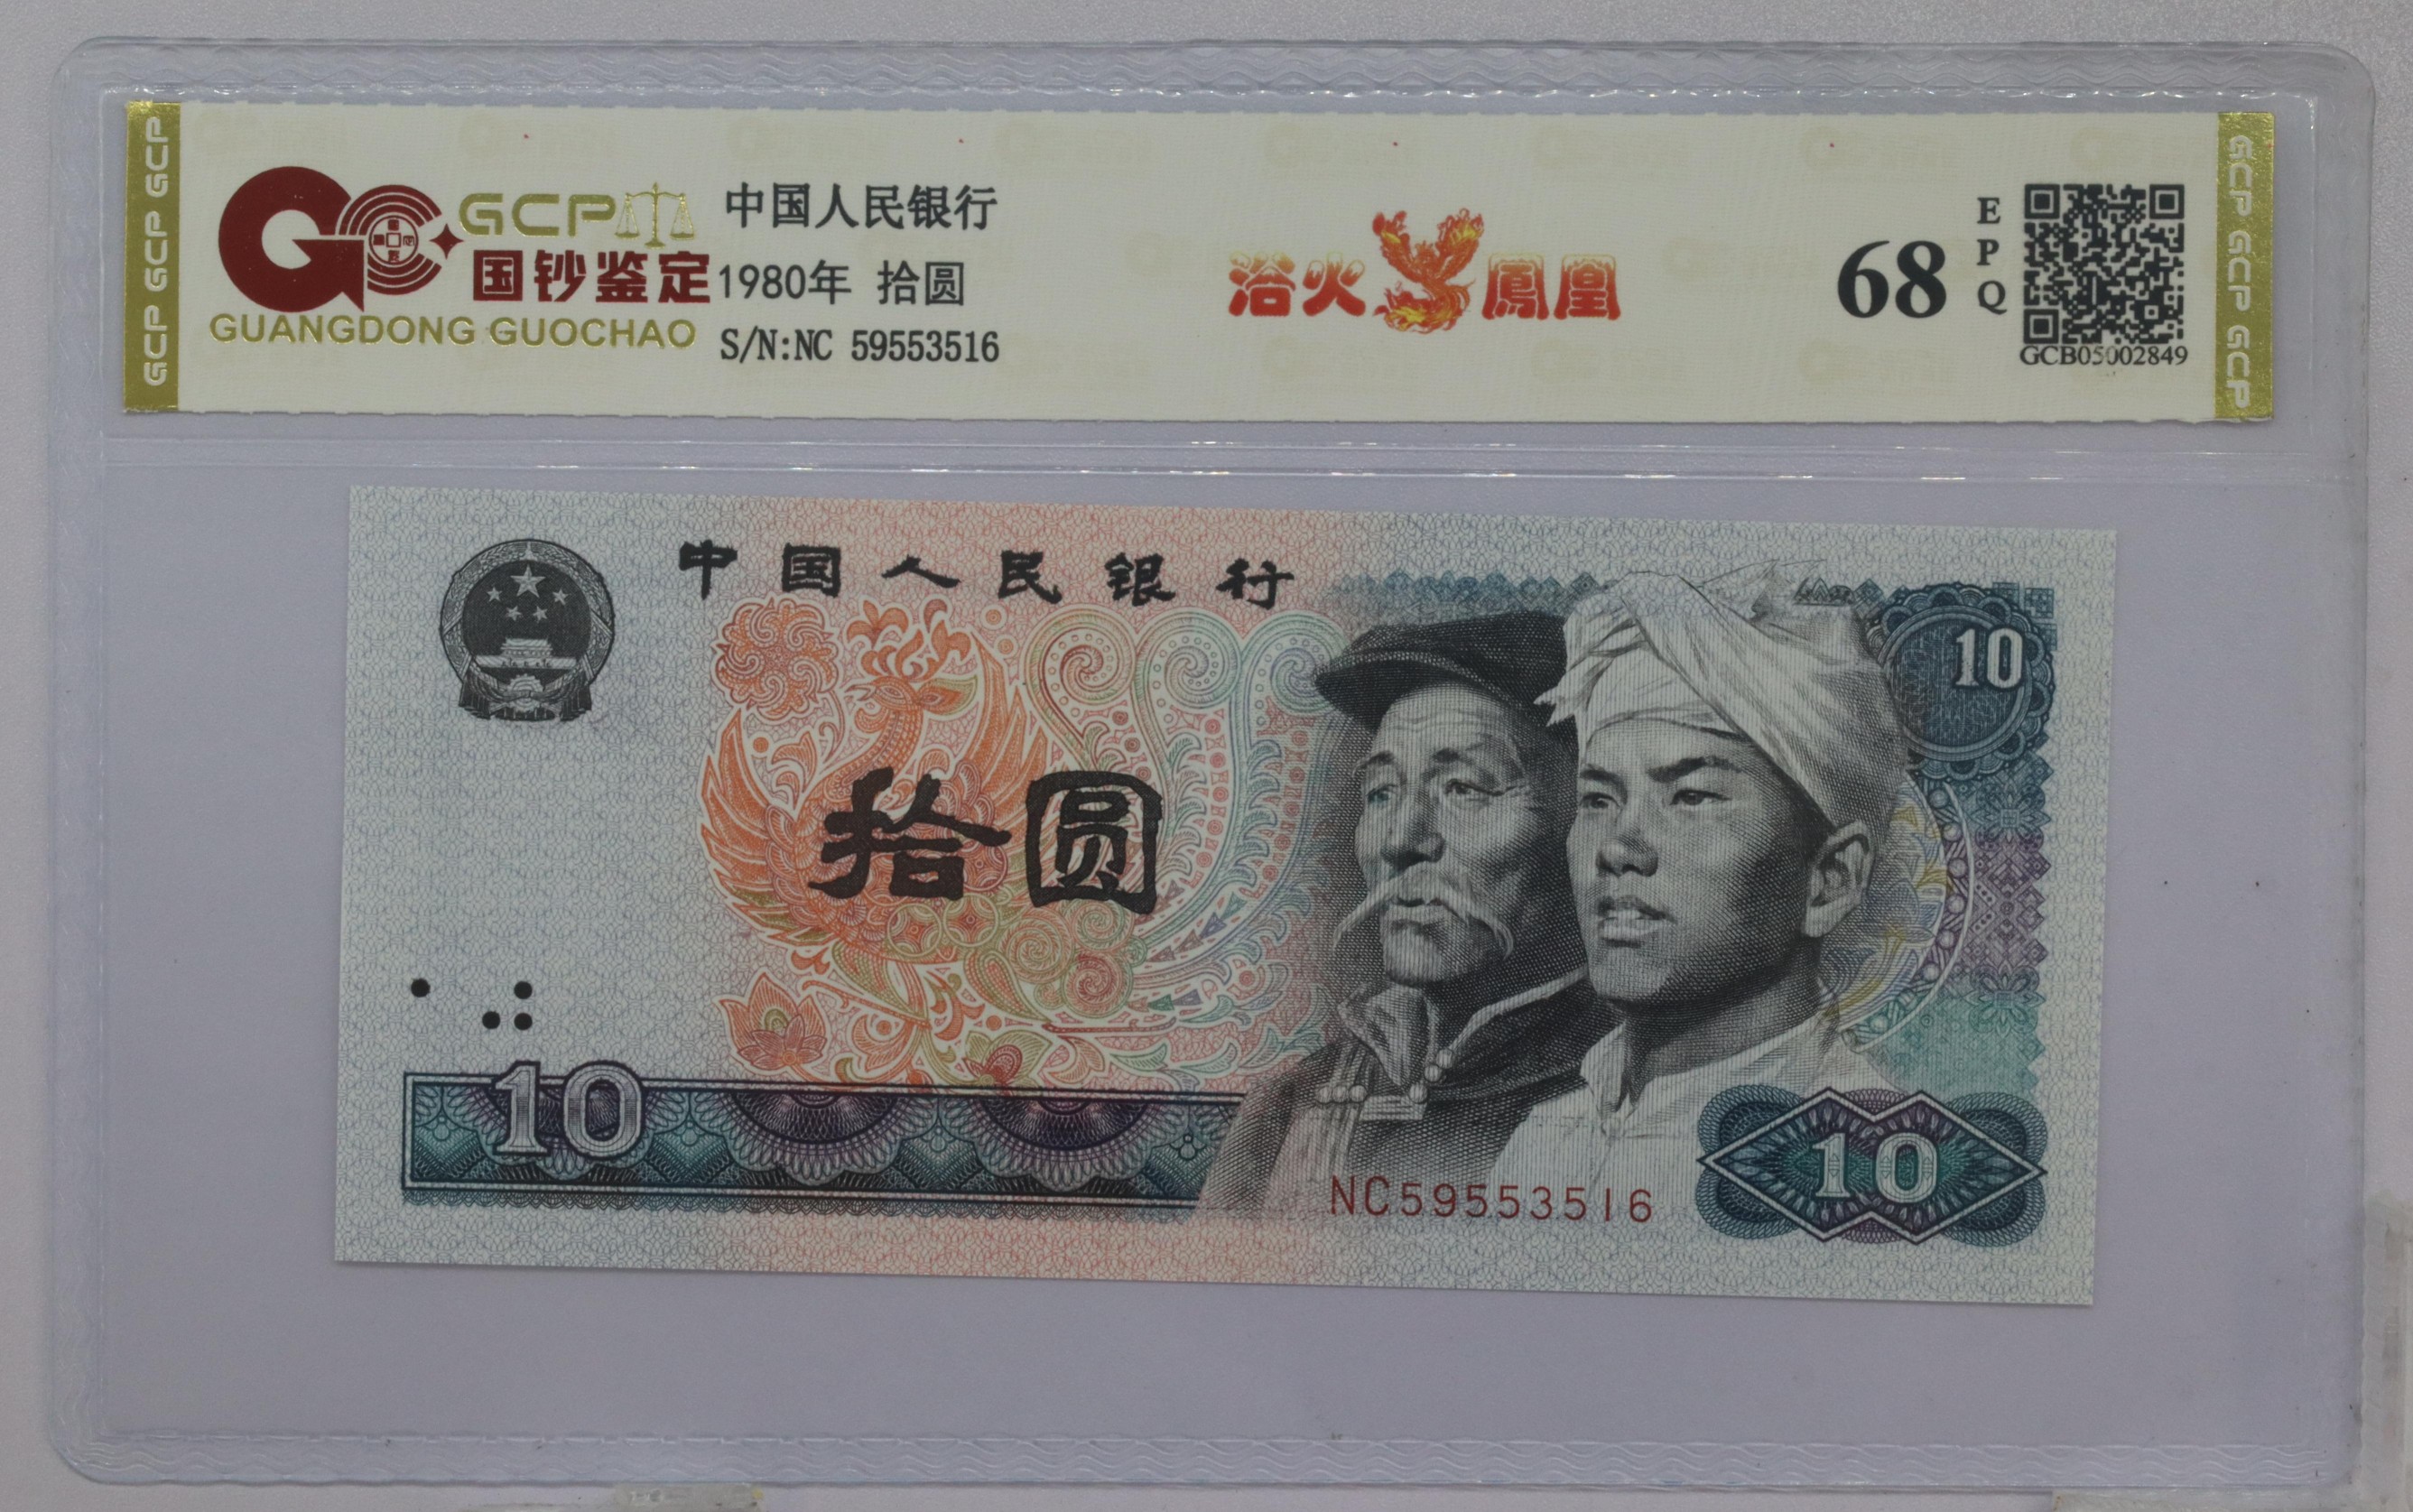 GCP GCP GCP
GCP
国钞鉴定
GUANGDONG GUOCHAO
中国人民银行
1980年 拾圆
S/N:NC 59553516
浴火鳳凰
68
EPQ
GCB05002849
GCP GCP GCP
中国人民银行
10
拾圆
10
NC59553516
10